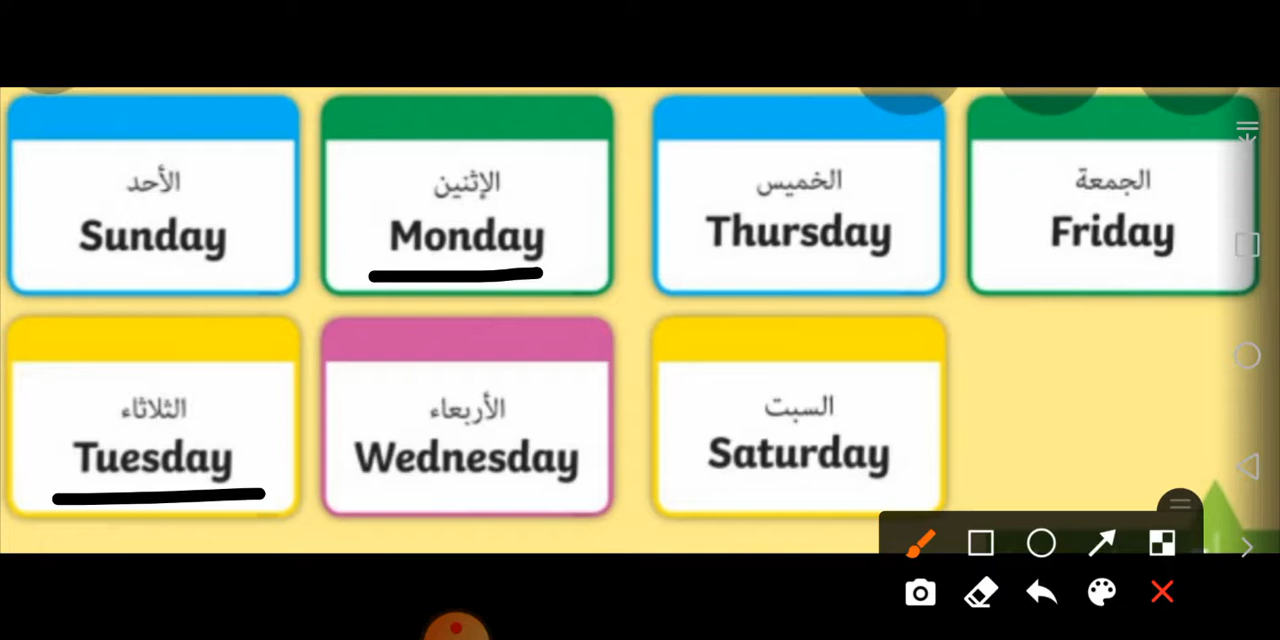 الأحد
Sunday
الإثنين
Monday
الخميس
Thursday
الجمعة
Friday
الثلاثاء
Tuesday
الأربعاء
Wednesday
السبت
Saturday